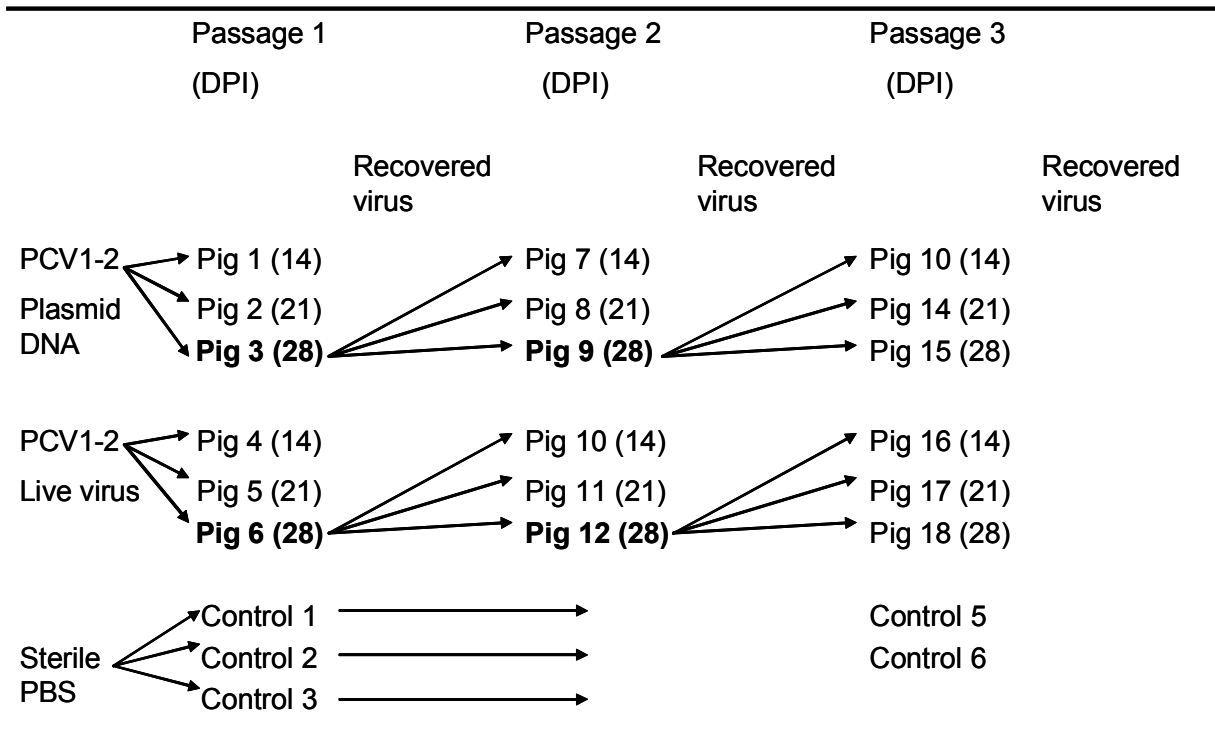 Passage 1 Passage 2 Passage 3
(DPI) (DPI) (DPI)
Recovered Recovered Recovered
virus virus virus
PCV1-2 Pig 1 (14) Pig 7 (14) Pig 10 (14)
Plasmid Pig 2 (21) Pig 8 (21) Pig 14 (21)
DNA Pig 3 (28) Pig 9 (28) Pig 15 (28)
PCV1-2 Pig 4 (14) Pig 10 (14) Pig 16 (14)
Live virus Pig 5 (21) Pig 11 (21) Pig 17 (21)
Pig 6 (28) Pig 12 (28) Pig 18 (28)
Control 1 Control 5
Sterile Control 2 Control 6
PBS Control 3